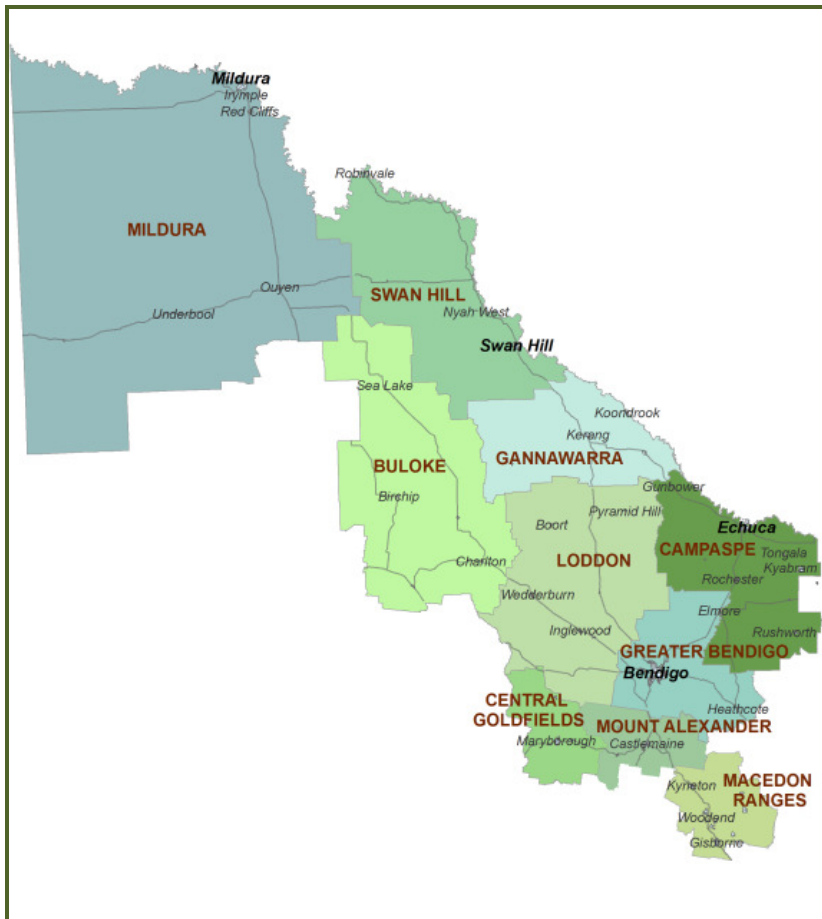 Mildura
Irymple
Red Cliffs
Robinvale
MILDURA
Ouyen
SWAN HILL
Underbool
Nyah West
Swan Hill
Sea Lake
Koondrook
Kerang
GANNAWARRA
BULOKE
Gunbower
Birchip
Pyramid Hill
Boort
Echuca
CAMPASPE
Tongala
LODDON
Charlton
Kyabram
Rochester
Wedderburn
Elmore
Inglewood
Rushworth
GREATER BENDIGO
Bendigo
CENTRAL
GOLDFIELDS
Heathcote
MOUNT ALEXANDER
Maryborough
Castlemaine
MACEDON
RANGES
Kyneton
Woodend
Gisborne